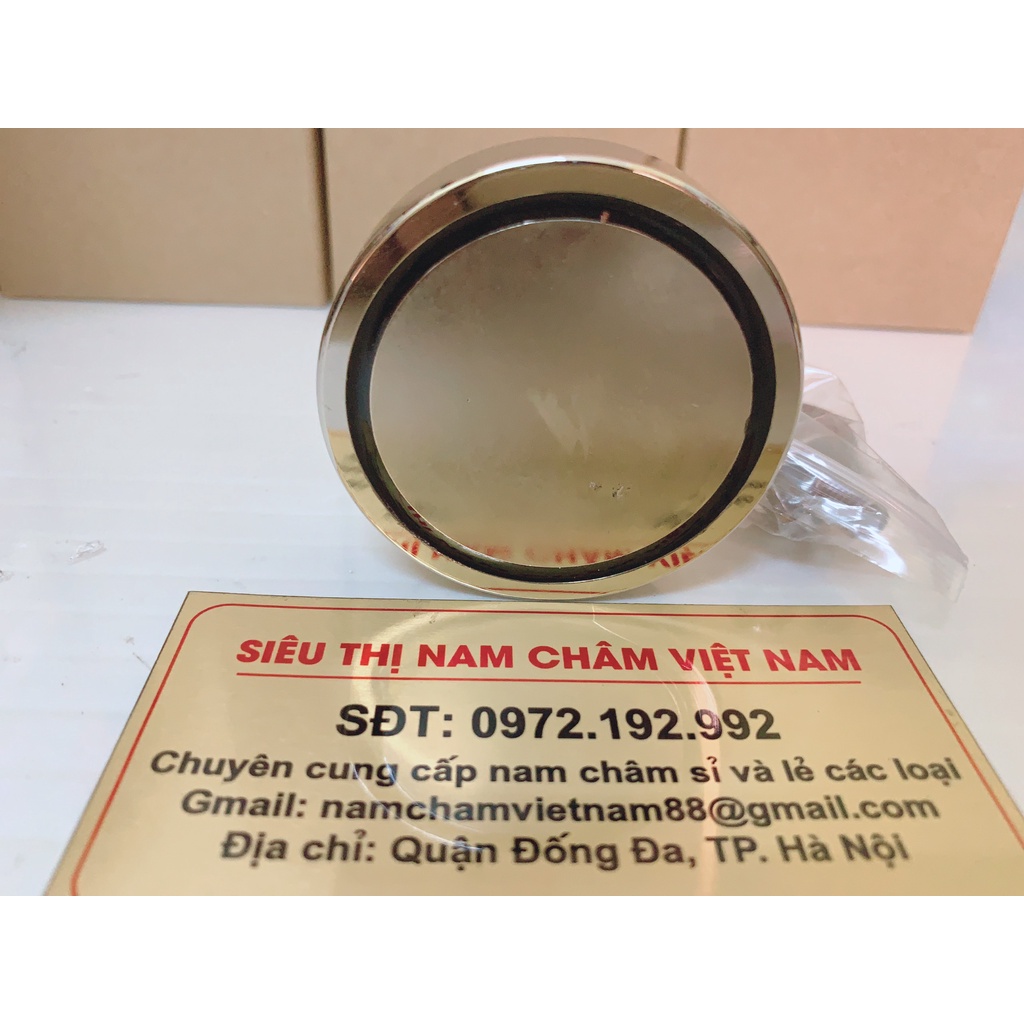 SIÊU THỊ NAM CHÂM VIỆT NAM
SĐT: 0972.192.992
Chuyên cung cấp nam châm sỉ và lẻ các loại
Gmail: namchamvietnam88@gmail.com
Địa chỉ: Quận Đống Đa, TP. Hà Nội